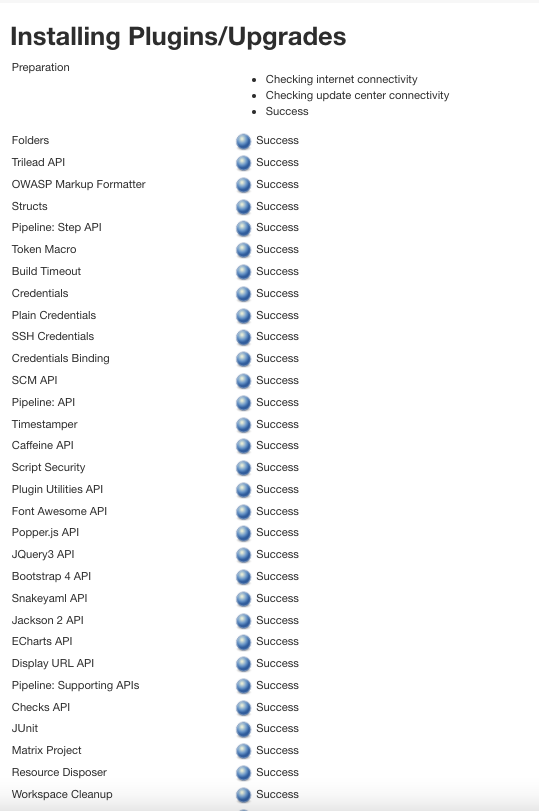 Installing Plugins/Upgrades
Preparation
Checking internet connectivity
Checking update center connectivity
Success
Folders Success
Trilead API Success
OWASP Markup Formatter Success
Structs Success
Pipeline: Step API Success
Token Macro Success
Build Timeout Success
Credentials Success
Plain Credentials Success
SSH Credentials Success
Credentials Binding Success
SCM API Success
Pipeline: API Success
Timestamper Success
Caffeine API Success
Script Security Success
Plugin Utilities API Success
Font Awesome API Success
Popper.js API Success
JQuery3 API Success
Bootstrap 4 API Success
Snakeyaml API Success
Jackson 2 API Success
ECharts API Success
Display URL API Success
Pipeline: Supporting APIs Success
Checks API Success
JUnit Success
Matrix Project Success
Resource Disposer Success
Workspace Cleanup Success